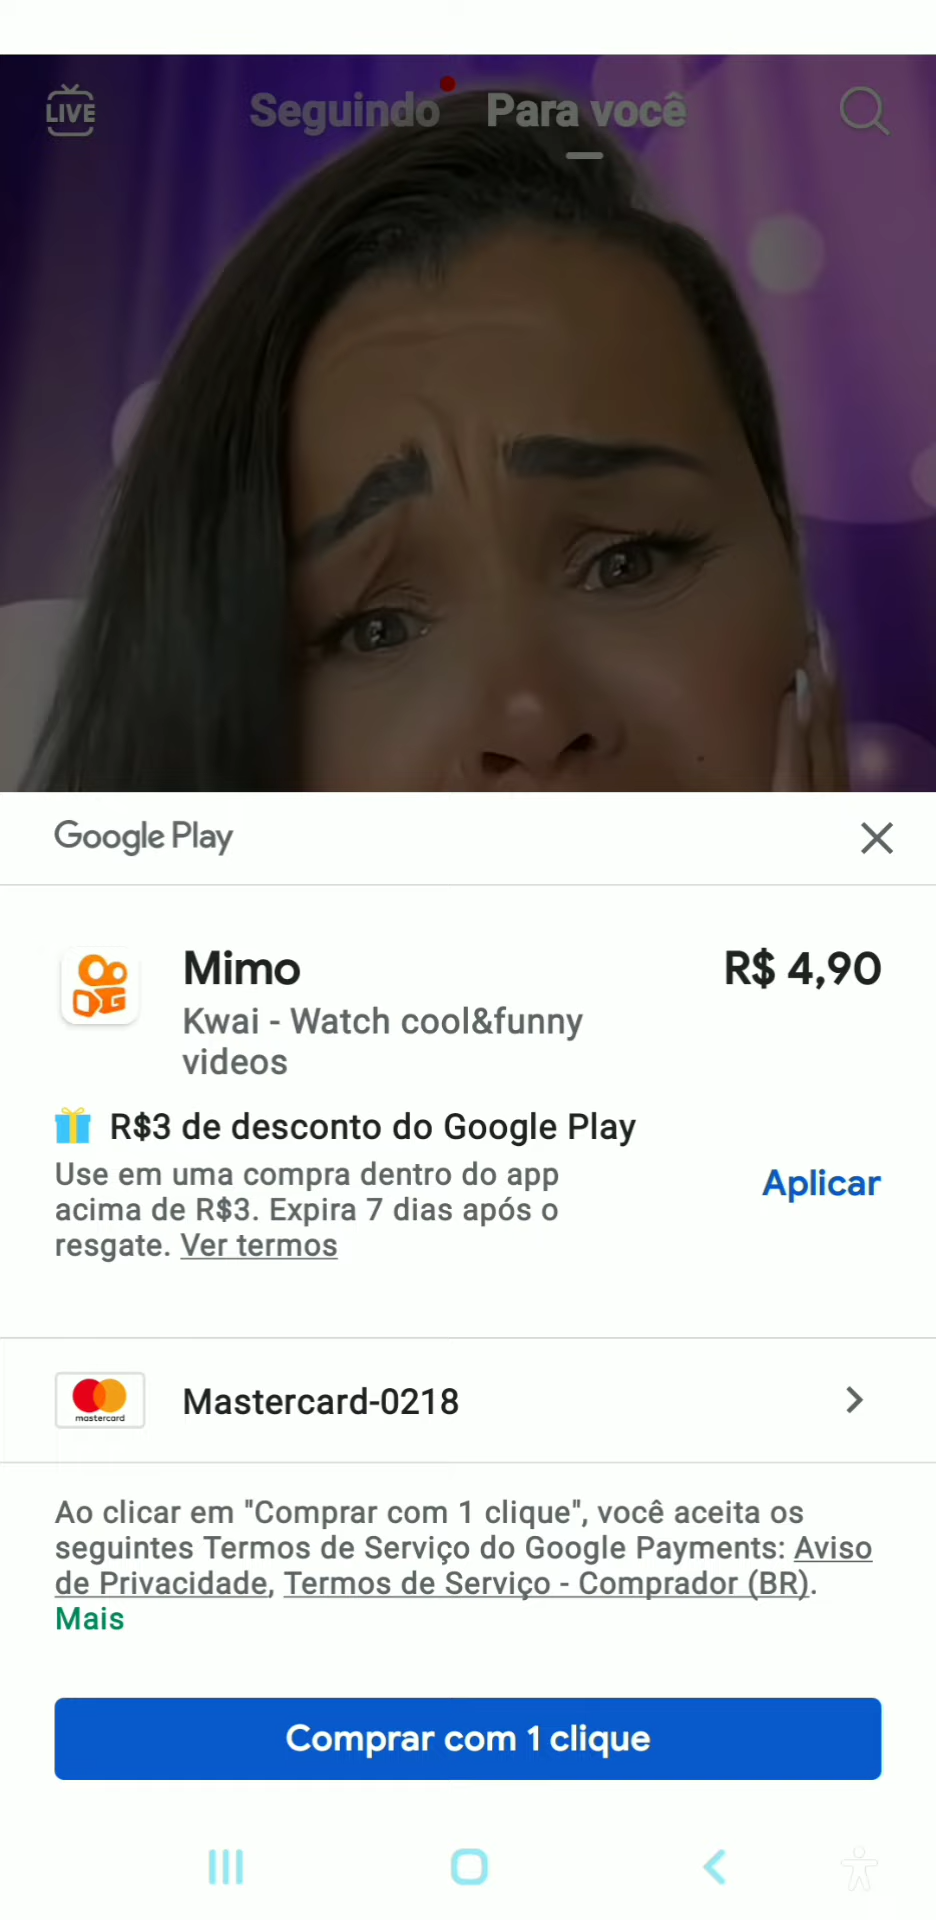 LIVE
Seguindo
Para você
Google Play
Mimo
R$ 4,90
Kwai - Watch cool&funny
videos
R$3 de desconto do Google Play
Use em uma compra dentro do app
acima de R$3. Expira 7 dias após o
resgate. Ver termos
Aplicar
mastercard
Mastercard-0218
Ao clicar em "Comprar com 1 clique", você aceita os
seguintes Termos de Serviço do Google Payments: Aviso
de Privacidade, Termos de Serviço - Comprador (BR).
Mais
Comprar com 1 clique